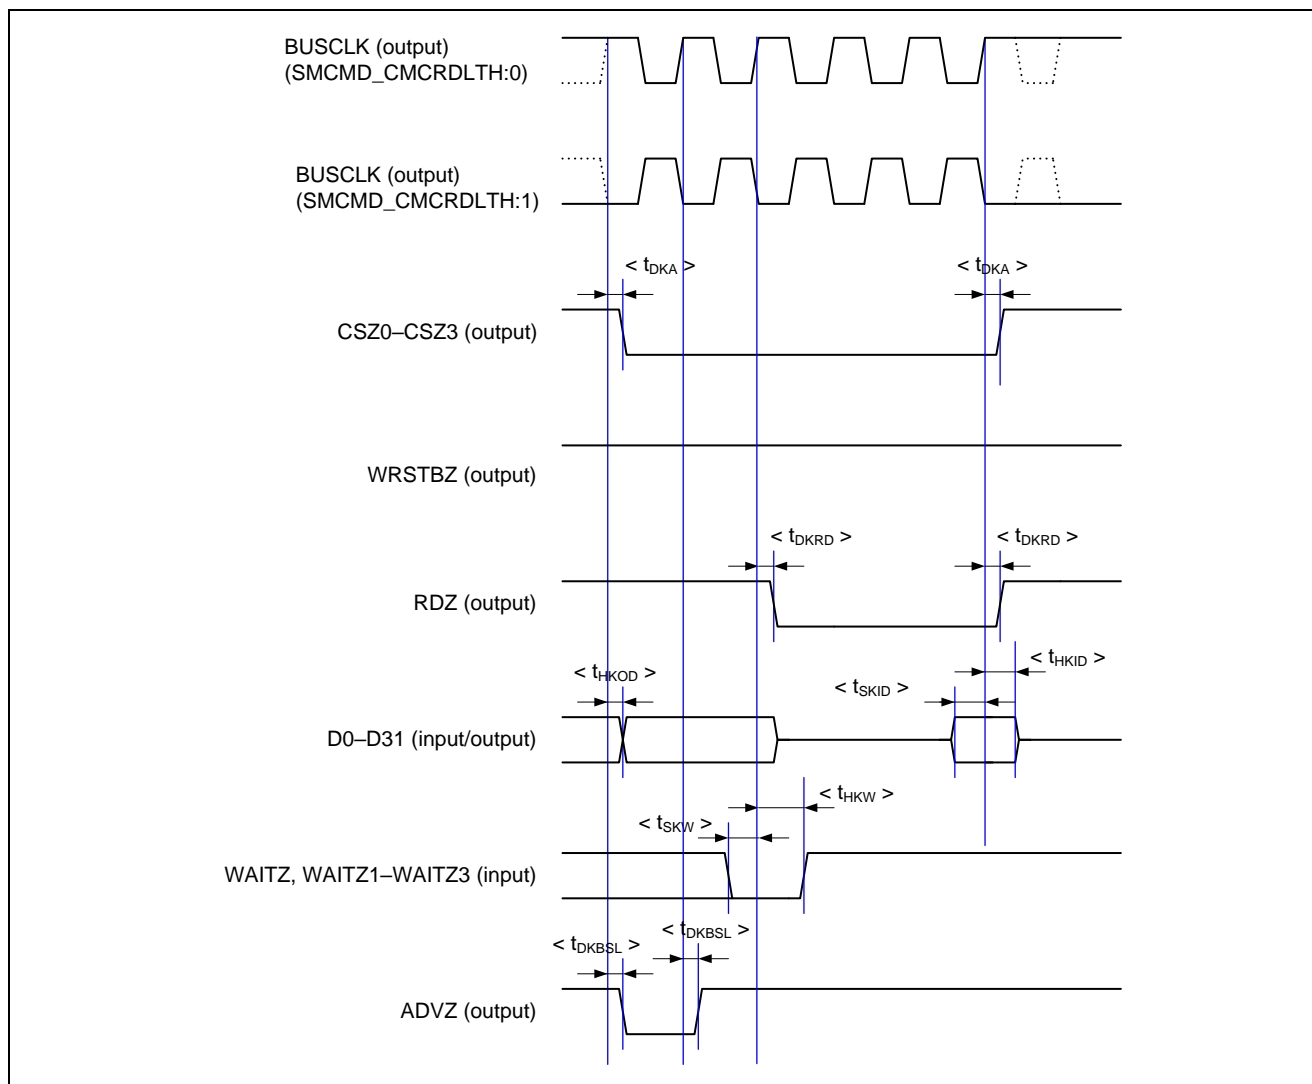 BUSCLK (output)
(SMCMD_CMCRDLTH:0)
BUSCLK (output)
(SMCMD_CMCRDLTH:1)
< tDKA >
< tDKA >
CSZ0–CSZ3 (output)
WRSTBZ (output)
< tDKRD >
< tDKRD >
RDZ (output)
< tHKOD >
< tSKID >
< tHKID >
D0–D31 (input/output)
< tHKW >
< tSKW >
WAITZ, WAITZ1–WAITZ3 (input)
< tDKBSL >
< tDKBSL >
ADVZ (output)